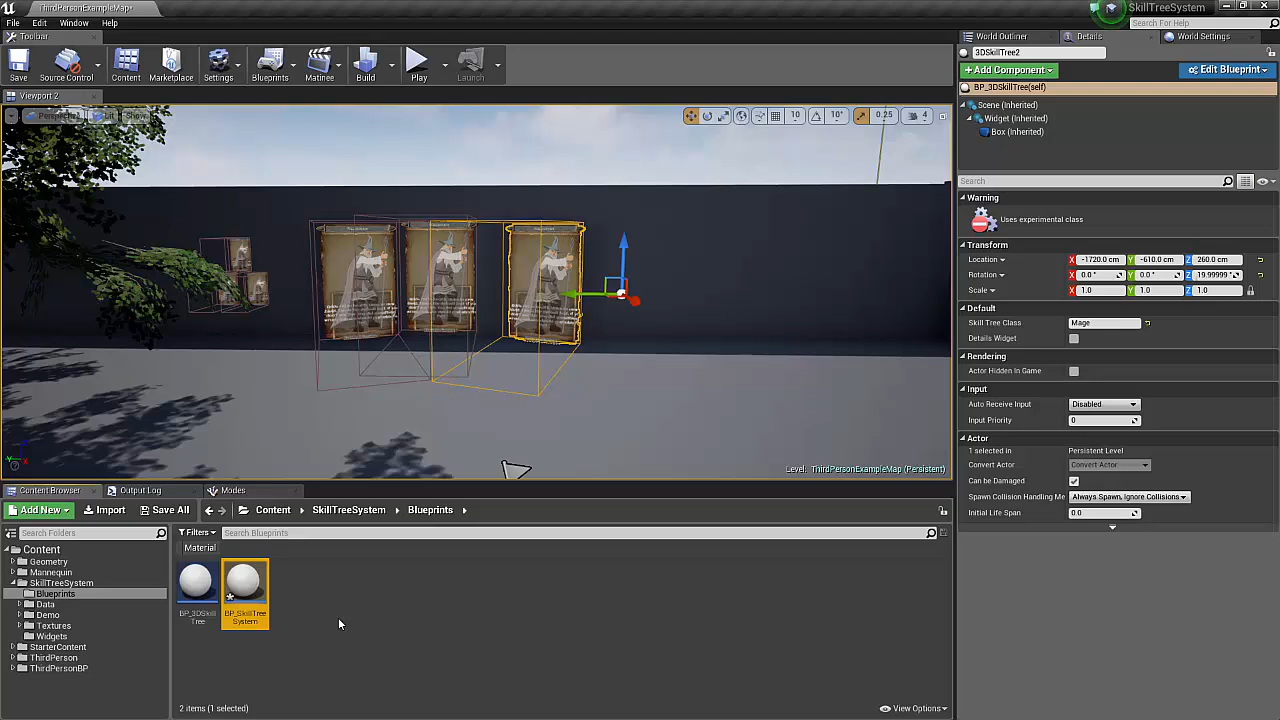 ThirdPersonExampleMap*
SkillTreeSystem
File Edit Window Help
Search For Help
Toolbar
World Outliner Details World Settings
Save Source Control Content Marketplace Settings Blueprints Matinee Build Play Launch
3DSkillTree2
+Add Component Edit Blueprint
BP_3DSkillTree(self)
Viewport 2
Scene (Inherited)
Perspective Lit Show 10 10° 0.25 4
Widget (Inherited)
Box (Inherited)
Search
Warning
Uses experimental class
Transform
Location X -1720.0 cm Y -610.0 cm Z 260.0 cm
Rotation X 0.0 ° Y 0.0 ° Z 19.99999 °
Scale X 1.0 Y 1.0 Z 1.0
Default
Skill Tree Class Mage
Details Widget
Rendering
Actor Hidden In Game
Input
Auto Receive Input Disabled
Input Priority 0
Actor
1 selected in Persistent Level
Convert Actor Convert Actor
Can be Damaged
Spawn Collision Handling Me Always Spawn, Ignore Collisions
Initial Life Span 0.0
Level: ThirdPersonExampleMap (Persistent)
Content Browser Output Log Modes
Add New Import Save All Content SkillTreeSystem Blueprints
Search Folders
Filters Search Blueprints
Material
Content
Geometry
Mannequin
SkillTreeSystem
Blueprints
Data
Demo
Textures
Widgets
StarterContent
ThirdPerson
ThirdPersonBP
BP_3DSkill
Tree
BP_SkillTree
System
2 items (1 selected)
View Options